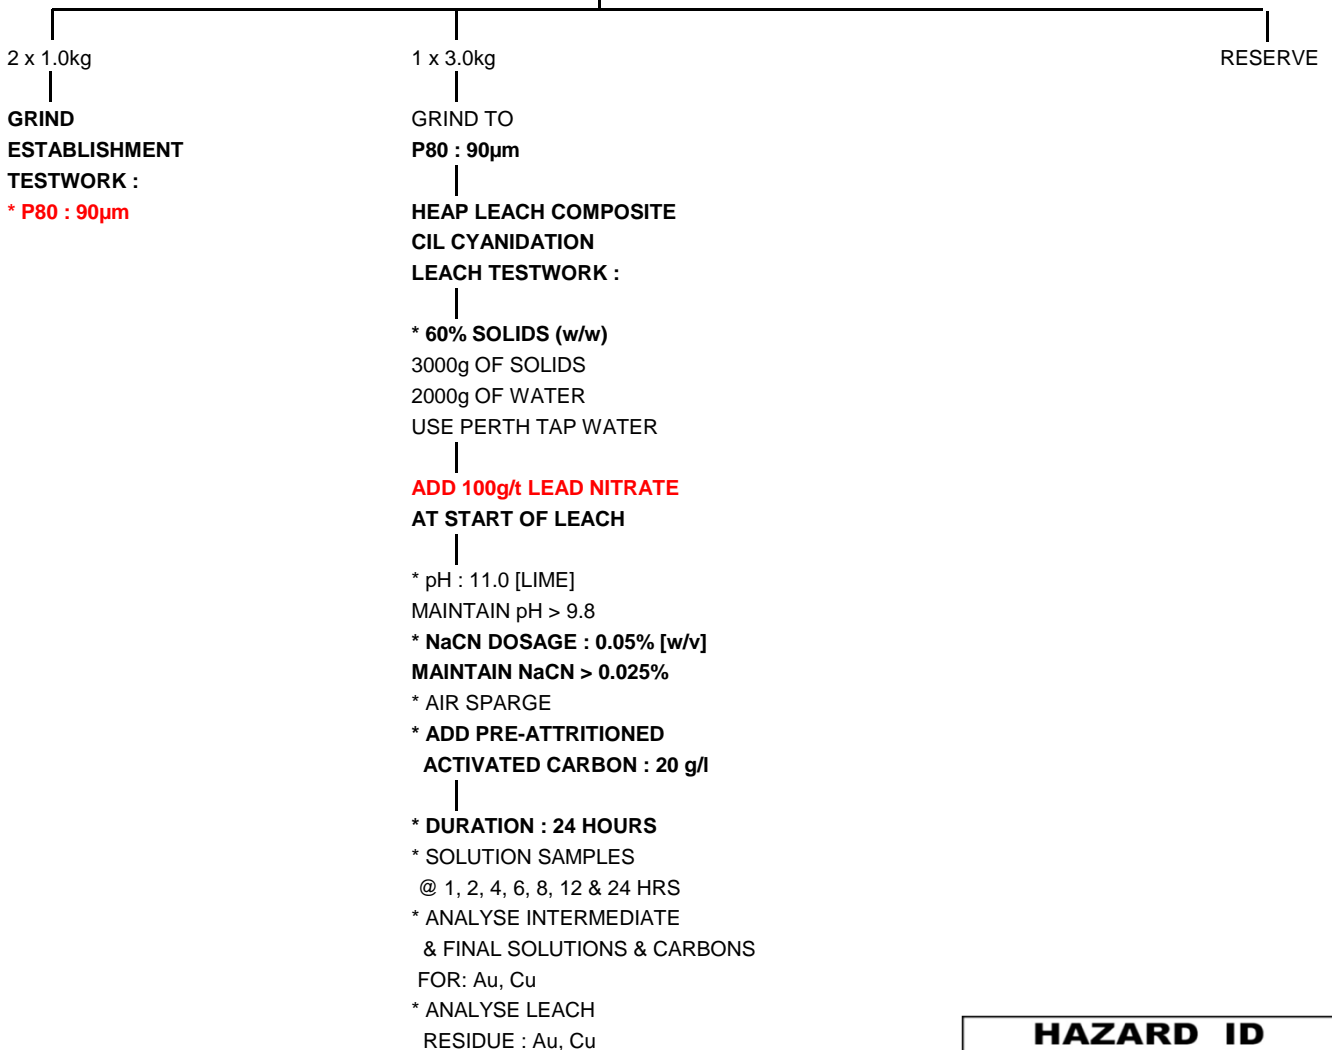 2 x 1.0kg
GRIND
ESTABLISHMENT
TESTWORK :
* P80 : 90µm
1 x 3.0kg
GRIND TO
P80 : 90µm
HEAP LEACH COMPOSITE
CIL CYANIDATION
LEACH TESTWORK :
* 60% SOLIDS (w/w)
3000g OF SOLIDS
2000g OF WATER
USE PERTH TAP WATER
ADD 100g/t LEAD NITRATE
AT START OF LEACH
* pH : 11.0 [LIME]
MAINTAIN pH > 9.8
* NaCN DOSAGE : 0.05% [w/v]
MAINTAIN NaCN > 0.025%
* AIR SPARGE
* ADD PRE-ATTRITIONED
ACTIVATED CARBON : 20 g/l
* DURATION : 24 HOURS
* SOLUTION SAMPLES
@ 1, 2, 4, 6, 8, 12 & 24 HRS
* ANALYSE INTERMEDIATE
& FINAL SOLUTIONS & CARBONS
FOR: Au, Cu
* ANALYSE LEACH
RESIDUE : Au, Cu
RESERVE
HAZARD ID